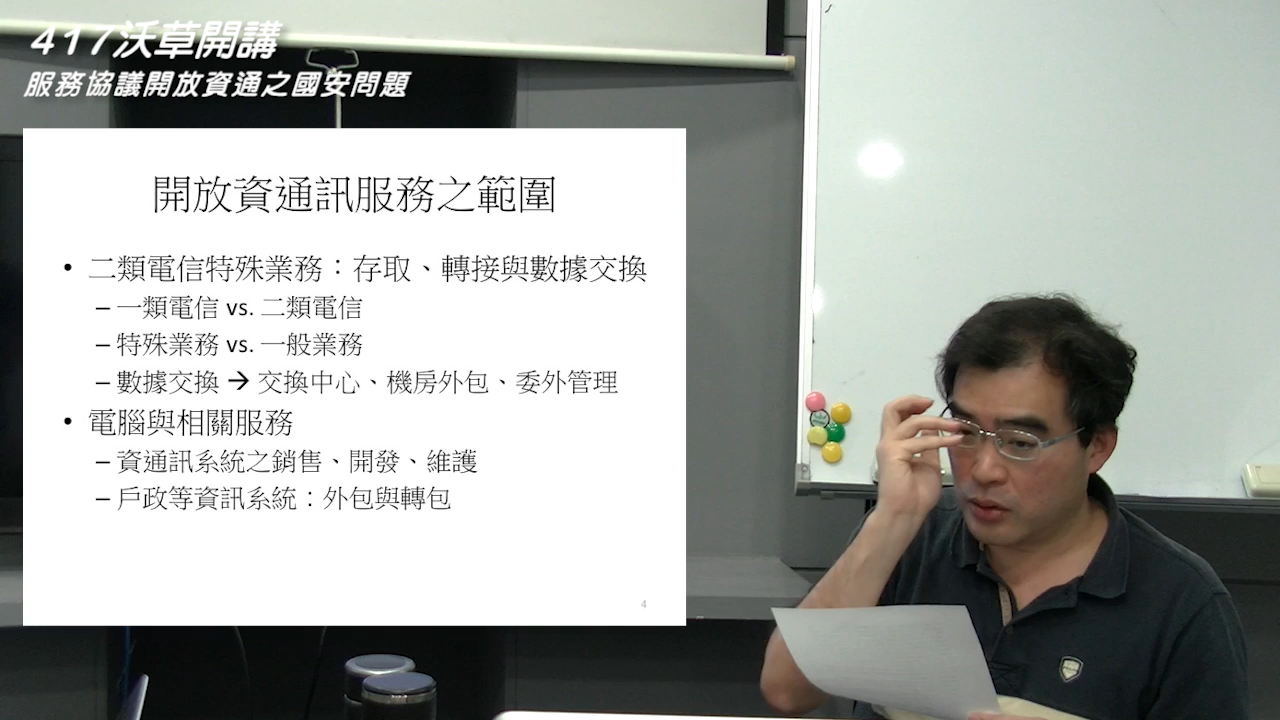 417沃草開講
服務協議開放資通之國安問題
開放資通訊服務之範圍
• 二類電信特殊業務：存取、轉接與數據交換
– 一類電信 vs. 二類電信
– 特殊業務 vs. 一般業務
– 數據交換 → 交換中心、機房外包、委外管理
• 電腦與相關服務
– 資通訊系統之銷售、開發、維護
– 戶政等資訊系統：外包與轉包
4